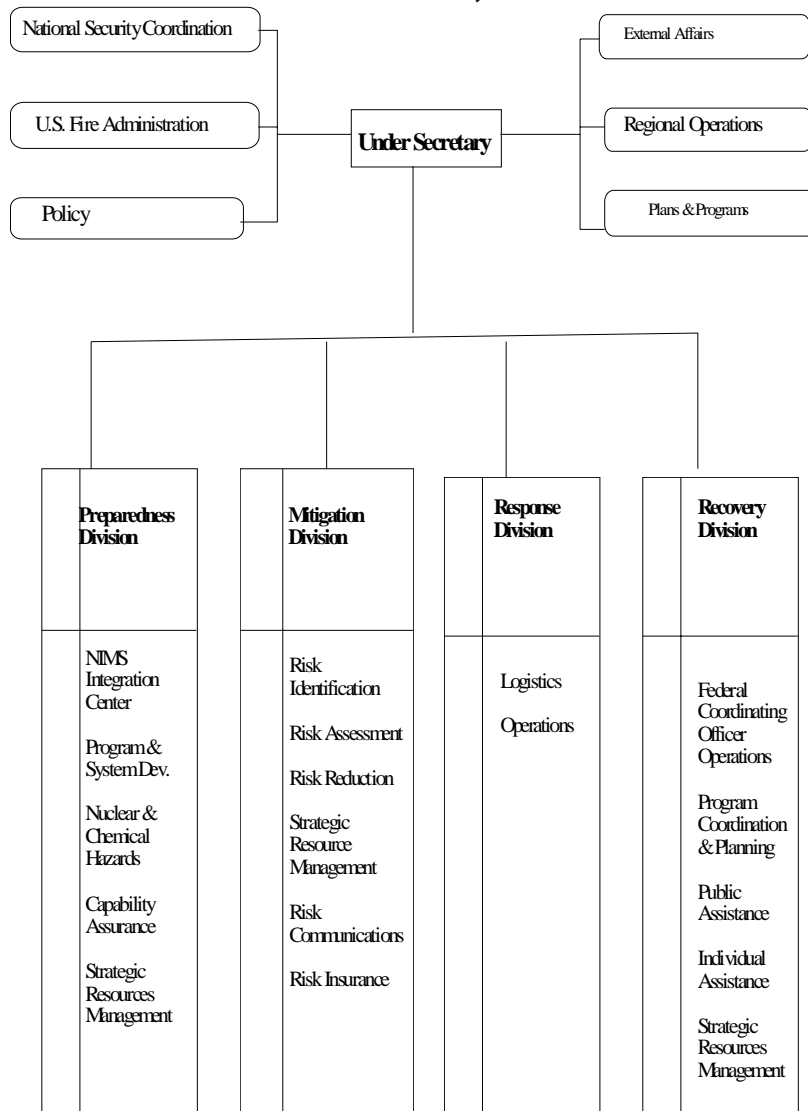 National Security Coordination
External Affairs
U.S. Fire Administration
Under Secretary
Regional Operations
Policy
Plans & Programs
Preparedness
Division
NIMS
Integration
Center
Program &
System Dev.
Nuclear &
Chemical
Hazards
Capability
Assurance
Strategic
Resources
Management
Mitigation
Division
Risk
Identification
Risk Assessment
Risk Reduction
Strategic
Resource
Management
Risk
Communications
Risk Insurance
Response
Division
Logistics
Operations
Recovery
Division
Federal
Coordinating
Officer
Operations
Program
Coordination
& Planning
Public
Assistance
Individual
Assistance
Strategic
Resources
Management